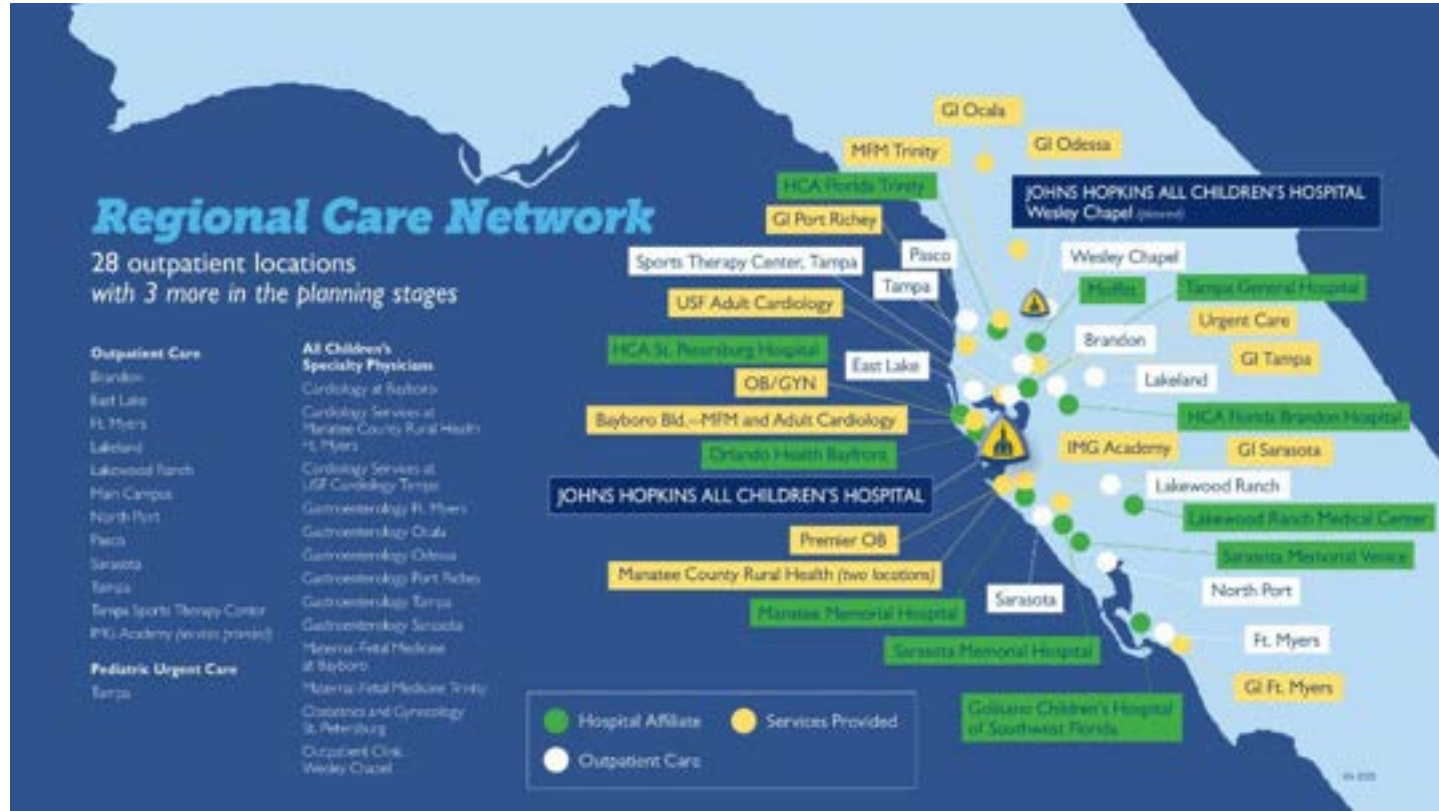 Regional Care Network
28 outpatient locations
with 3 more in the planning stages
Outpatient Care
Brandon
East Lake
Ft. Myers
Lakeland
Lakewood Ranch
Main Campus
North Port
Pasco
Sarasota
Tampa
Tampa Sports Therapy Center
IMG Academy (services provided)
Pediatric Urgent Care
Tampa
All Children's
Specialty Physicians
Cardiology at Bayboro
Cardiology Services at
Manatee County Rural Health
Ft. Myers
Cardiology Services at
USF Cardiology Tampa
Gastroenterology Ft. Myers
Gastroenterology Ocala
Gastroenterology Odessa
Gastroenterology Port Richey
Gastroenterology Tampa
Gastroenterology Sarasota
Maternal-Fetal Medicine
at Bayboro
Maternal-Fetal Medicine Trinity
Obstetrics and Gynecology
St. Petersburg
Outpatient Clinic
Wesley Chapel
GI Ocala
MFM Trinity
GI Odessa
HCA Florida Trinity
JOHNS HOPKINS ALL CHILDREN'S HOSPITAL
Wesley Chapel (planned)
GI Port Richey
Pasco
Sports Therapy Center, Tampa
Wesley Chapel
Tampa
Moffitt
Tampa General Hospital
USF Adult Cardiology
Urgent Care
Brandon
HCA St. Petersburg Hospital
GI Tampa
East Lake
Lakeland
OB/GYN
Bayboro Bld.—MFM and Adult Cardiology
HCA Florida Brandon Hospital
Orlando Health Bayfront
IMG Academy
GI Sarasota
JOHNS HOPKINS ALL CHILDREN'S HOSPITAL
Lakewood Ranch
Lakewood Ranch Medical Center
Premier OB
Sarasota Memorial Venice
Manatee County Rural Health (two locations)
North Port
Sarasota
Manatee Memorial Hospital
Ft. Myers
Sarasota Memorial Hospital
GI Ft. Myers
Golisano Children's Hospital
of Southwest Florida
Hospital Affiliate
Services Provided
Outpatient Care